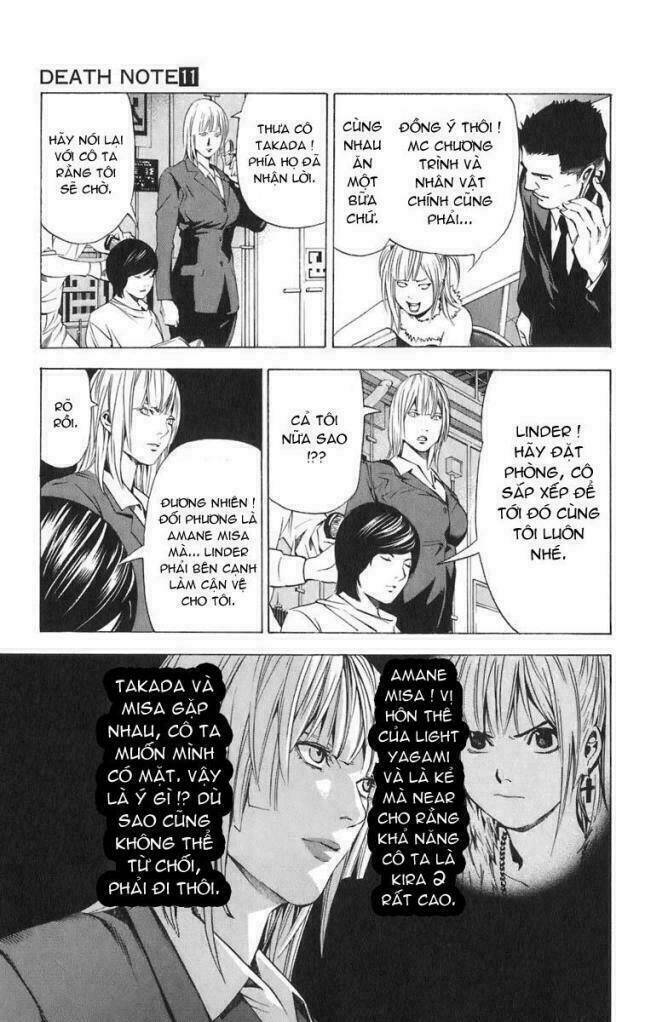 DEATH NOTE 11
ĐỒNG Ý THÔI !
MC CHƯƠNG
TRÌNH VÀ
NHÂN VẬT
CHÍNH CŨNG
PHẢI...
CÙNG
NHAU
ĂN
MỘT
BỮA
CHỨ.
THƯA CÔ
TAKADA !
PHÍA HỌ ĐÃ
NHẬN LỜI.
HÃY NÓI LẠI
VỚI CÔ TA
RẰNG TÔI
SẼ CHỜ.
LINDER !
HÃY ĐẶT
PHÒNG, CÔ
SẮP XẾP ĐỂ
TỚI ĐÓ CÙNG
TÔI LUÔN
NHÉ.
CẢ TÔI
NỮA SAO
!??
ĐƯƠNG NHIÊN !
ĐỐI PHƯƠNG LÀ
AMANE MISA
MÀ... LINDER
PHẢI BÊN CẠNH
LÀM CẬN VỆ
CHO TÔI.
RÕ
RỒI.
AMANE
MISA ! VỊ
HÔN THÊ
CỦA LIGHT
YAGAMI
VÀ LÀ KẺ
MÀ NEAR
CHO RẰNG
KHẢ NĂNG
CÔ TA LÀ
KIRA 2
RẤT CAO.
TAKADA VÀ
MISA GẶP
NHAU, CÔ TA
MUỐN MÌNH
CÓ MẶT. VẬY
LÀ Ý GÌ !? DÙ
SAO CŨNG
KHÔNG THỂ
TỪ CHỐI,
PHẢI ĐI THÔI.